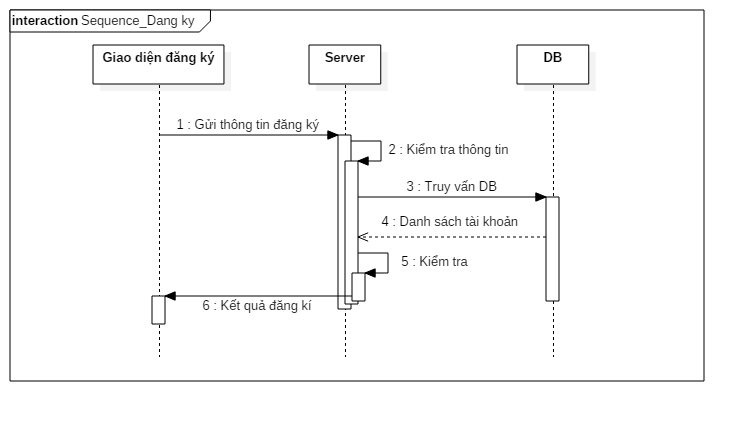 interaction Sequence_Dang ky
Giao diện đăng ký
Server
DB
1 : Gửi thông tin đăng ký
2 : Kiểm tra thông tin
3 : Truy vấn DB
4 : Danh sách tài khoản
5 : Kiểm tra
6 : Kết quả đăng kí